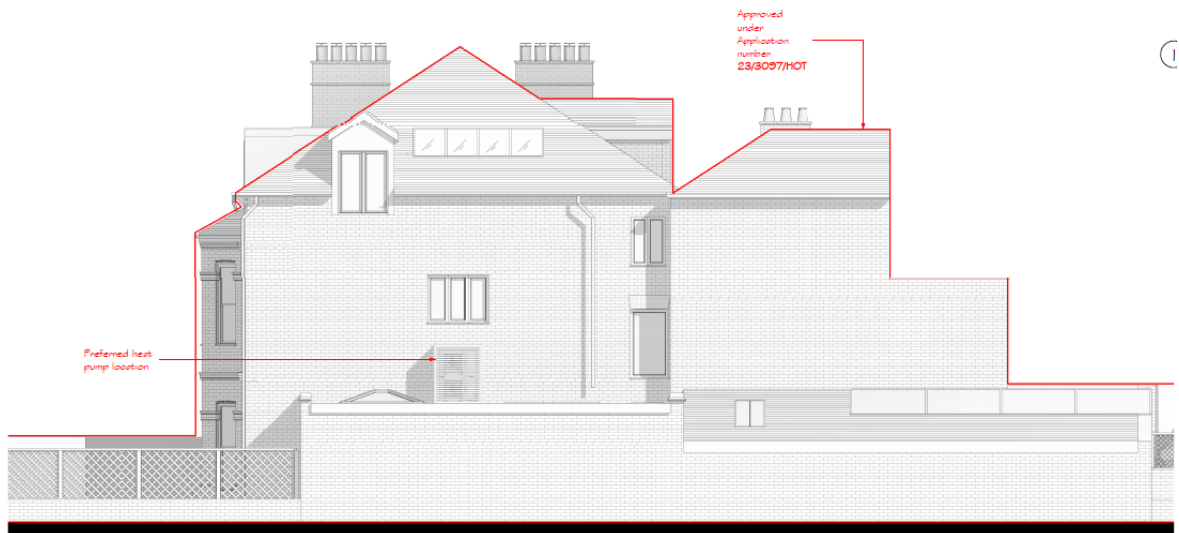 Approved
under
Application
number
23/3097/HOT
Preferred heat
pump location